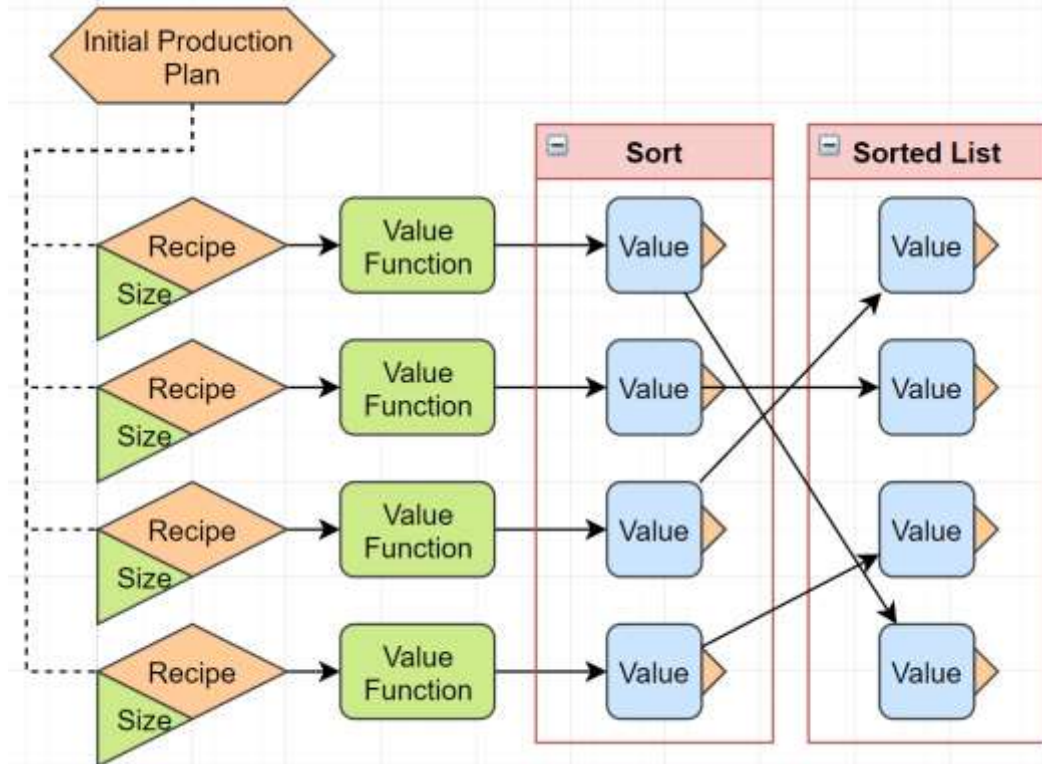 Initial Production
Plan
Sort
Sorted List
Recipe
Size
Value
Function
Value
Value
Recipe
Size
Value
Function
Value
Value
Recipe
Size
Value
Function
Value
Value
Recipe
Size
Value
Function
Value
Value